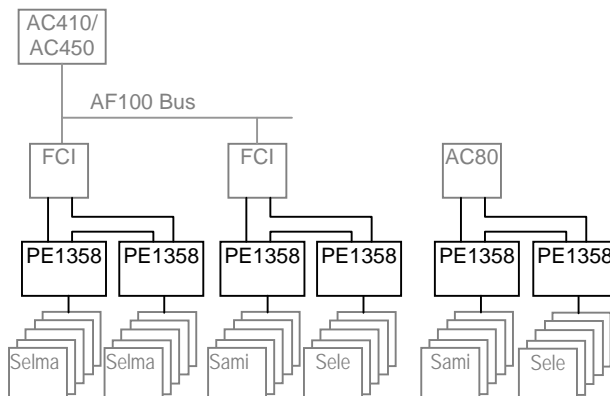 AC410/
AC450
AF100 Bus
FCI
FCI
AC80
PE1358
PE1358
PE1358
PE1358
PE1358
PE1358
Selma
Selma
Sami
Sele
Sami
Sele